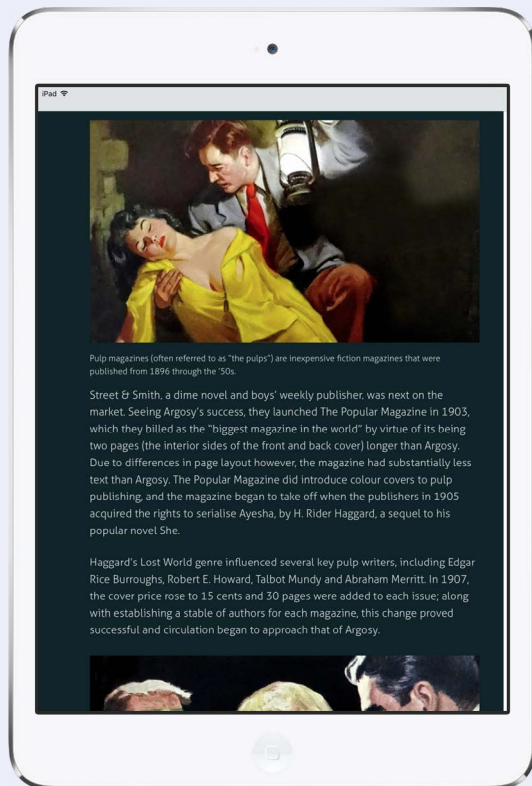 iPad
Pulp magazines (often referred to as "the pulps") are inexpensive fiction magazines that were
published from 1896 through the '50s.
Street & Smith, a dime novel and boys' weekly publisher, was next on the
market. Seeing Argosy's success, they launched The Popular Magazine in 1903,
which they billed as the "biggest magazine in the world" by virtue of its being
two pages (the interior sides of the front and back cover) longer than Argosy.
Due to differences in page layout however, the magazine had substantially less
text than Argosy. The Popular Magazine did introduce colour covers to pulp
publishing, and the magazine began to take off when the publishers in 1905
acquired the rights to serialise Ayesha, by H. Rider Haggard, a sequel to his
popular novel She.
Haggard's Lost World genre influenced several key pulp writers, including Edgar
Rice Burroughs, Robert E. Howard, Talbot Mundy and Abraham Merritt. In 1907,
the cover price rose to 15 cents and 30 pages were added to each issue; along
with establishing a stable of authors for each magazine, this change proved
successful and circulation began to approach that of Argosy.